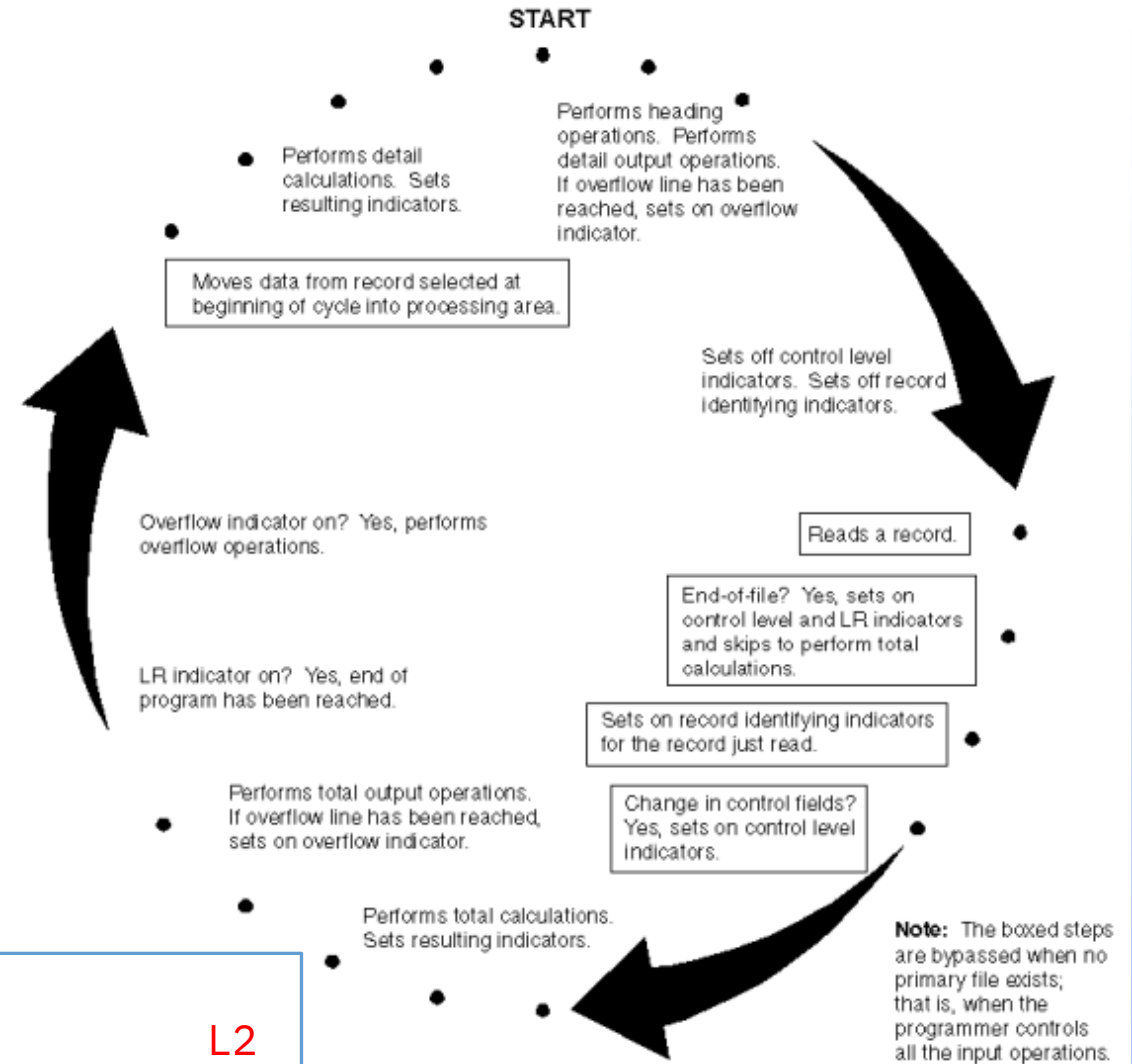 START
Performs heading
operations. Performs
detail output operations.
If overflow line has been
reached, sets on overflow
indicator.
Sets off control level
indicators. Sets off record
identifying indicators.
Reads a record.
End-of-file? Yes, sets on
control level and LR indicators
and skips to perform total
calculations.
Sets on record identifying indicators
for the record just read.
Change in control fields?
Yes, sets on control level
indicators.
Performs total calculations.
Sets resulting indicators.
Performs total output operations.
If overflow line has been reached,
sets on overflow indicator.
LR indicator on? Yes, end of
program has been reached.
Overflow indicator on? Yes, performs
overflow operations.
Moves data from record selected at
beginning of cycle into processing area.
Performs detail
calculations. Sets
resulting indicators.
Note: The boxed steps
are bypassed when no
primary file exists;
that is, when the
programmer controls
all the input operations.
L2